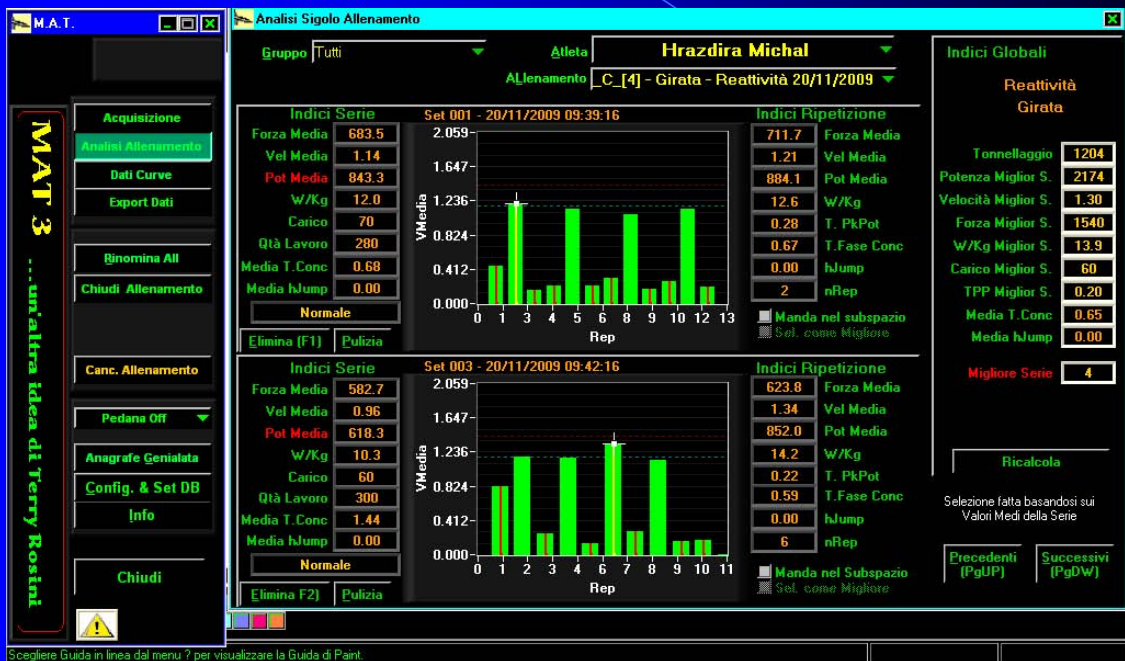 M.A.T.
Acquisizione
Analisi Allenamento
Dati Curve
Export Dati
Rinomina All
Chiudi Allenamento
Canc. Allenamento
Pedana Off
Anagrafe Genialata
Config. & Set DB
Info
Chiudi
MAT 3 ....un'altra idea di Terry Rosini
Analisi Sigolo Allenamento
Gruppo Tutti
Atleta Hrazdira Michal
ALlenamento _C_[4] - Girata - Reattività 20/11/2009
Indici Serie
Forza Media 683.5
Vel Media 1.14
Pot Media 843.3
W/Kg 12.0
Carico 70
Qtà Lavoro 280
Media T.Conc 0.68
Media hJump 0.00
Normale
Elimina (F1) Pulizia
Set 001 - 20/11/2009 09:39:16
VMedia
2.059
1.647
1.236
0.824
0.412
0.000
0 1 3 4 5 6 8 9 10 12 13
Rep
Indici Ripetizione
711.7 Forza Media
1.21 Vel Media
884.1 Pot Media
12.6 W/Kg
0.28 T. PkPot
0.67 T.Fase Conc
0.00 hJump
2 nRep
Manda nel subspazio
Sel. come Migliore
Indici Serie
Forza Media 582.7
Vel Media 0.96
Pot Media 618.3
W/Kg 10.3
Carico 60
Qtà Lavoro 300
Media T.Conc 1.44
Media hJump 0.00
Normale
Elimina F2) Pulizia
Set 003 - 20/11/2009 09:42:16
VMedia
2.059
1.647
1.236
0.824
0.412
0.000
0 1 2 3 4 6 7 8 9 10 11
Rep
Indici Ripetizione
623.8 Forza Media
1.34 Vel Media
852.0 Pot Media
14.2 W/Kg
0.22 T. PkPot
0.59 T.Fase Conc
0.00 hJump
6 nRep
Manda nel Subspazio
Sel. come Migliore
Indici Globali
Reattività
Girata
Tonnellaggio 1204
Potenza Miglior S. 2174
Velocità Miglior S. 1.30
Forza Miglior S. 1540
W/Kg Miglior S. 13.9
Carico Miglior S. 60
TPP Miglior S. 0.20
Media T.Conc 0.65
Media hJump 0.00
Migliore Serie 4
Ricalcola
Selezione fatta basandosi sui
Valori Medi della Serie
Precedenti
(PgUP)
Successivi
(PgDW)
Scegliere Guida in linea dal menu ? per visualizzare la Guida di Paint.